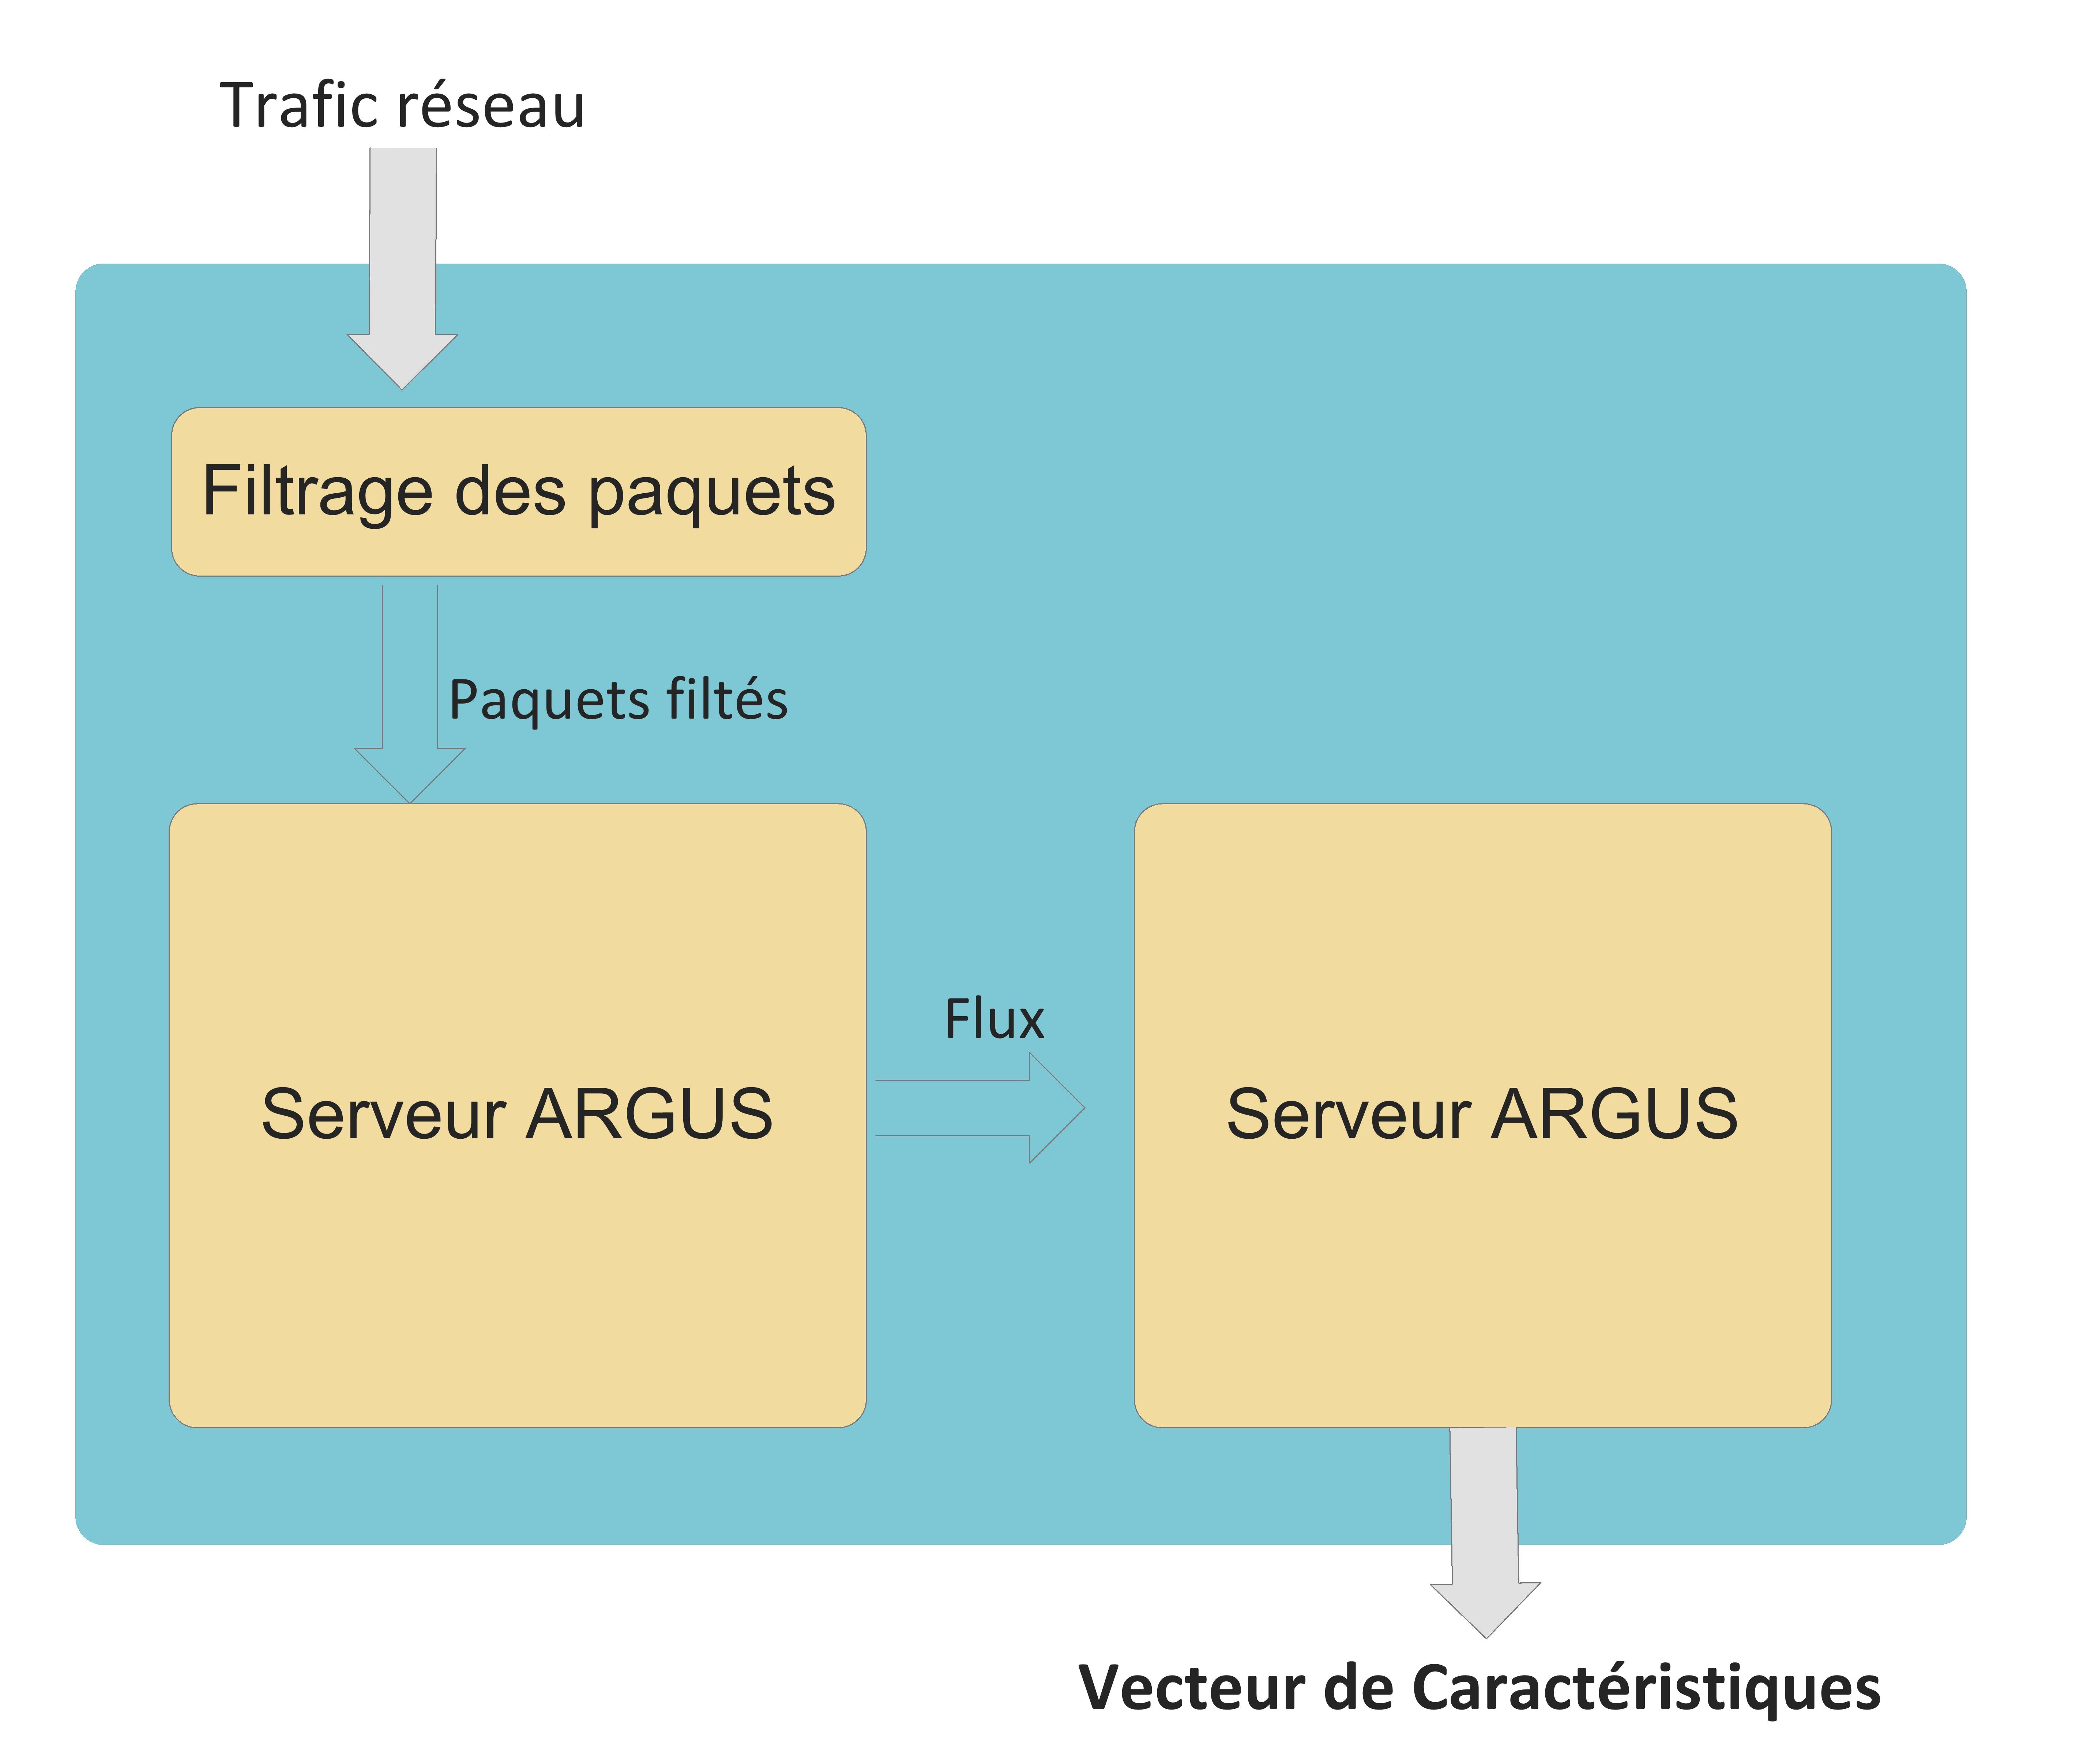 Trafic réseau
Filtrage des paquets
Paquets filtés
Serveur ARGUS
Flux
Serveur ARGUS
Vecteur de Caractéristiques